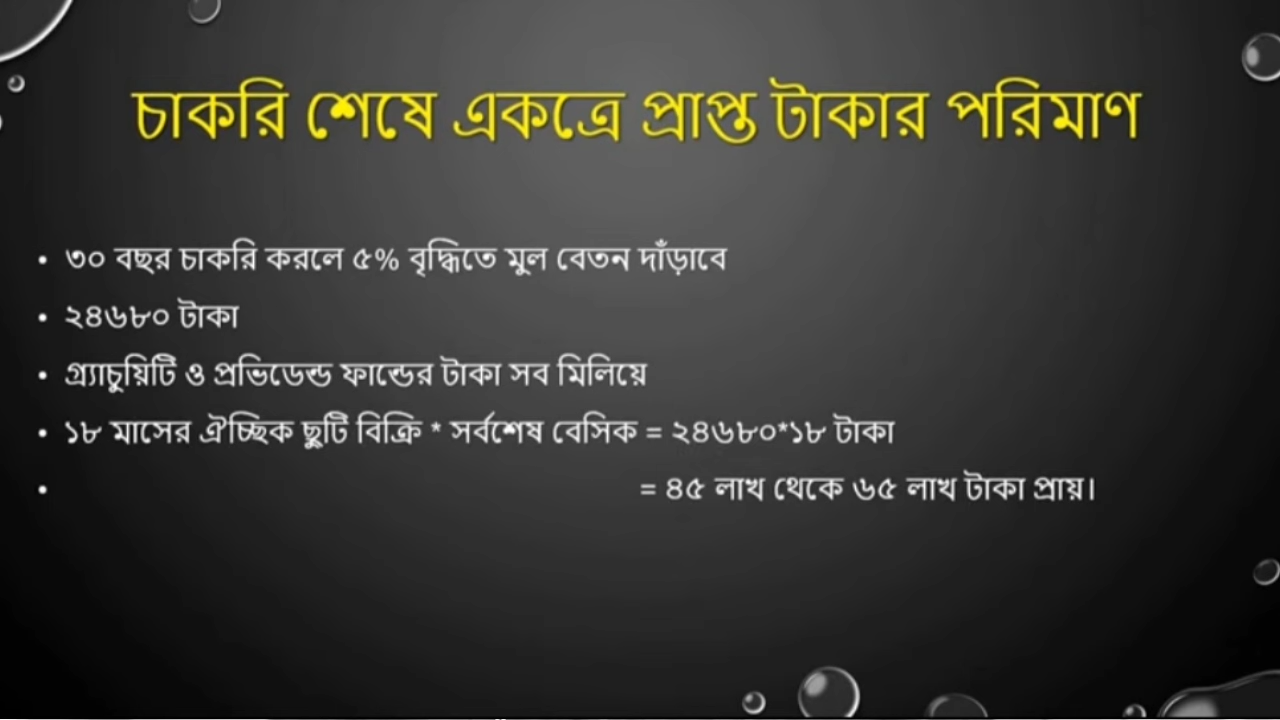 চাকরি শেষে একত্রে প্রাপ্ত টাকার পরিমাণ
• ৩০ বছর চাকরি করলে ৫% বৃদ্ধিতে মুল বেতন দাঁড়াবে
• ২৪৬৮০ টাকা
• গ্র্যাচুয়িটি ও প্রভিডেন্ড ফান্ডের টাকা সব মিলিয়ে
• ১৮ মাসের ঐচ্ছিক ছুটি বিক্রি * সর্বশেষ বেসিক = ২৪৬৮০*১৮ টাকা
• = ৪৫ লাখ থেকে ৬৫ লাখ টাকা প্রায়।